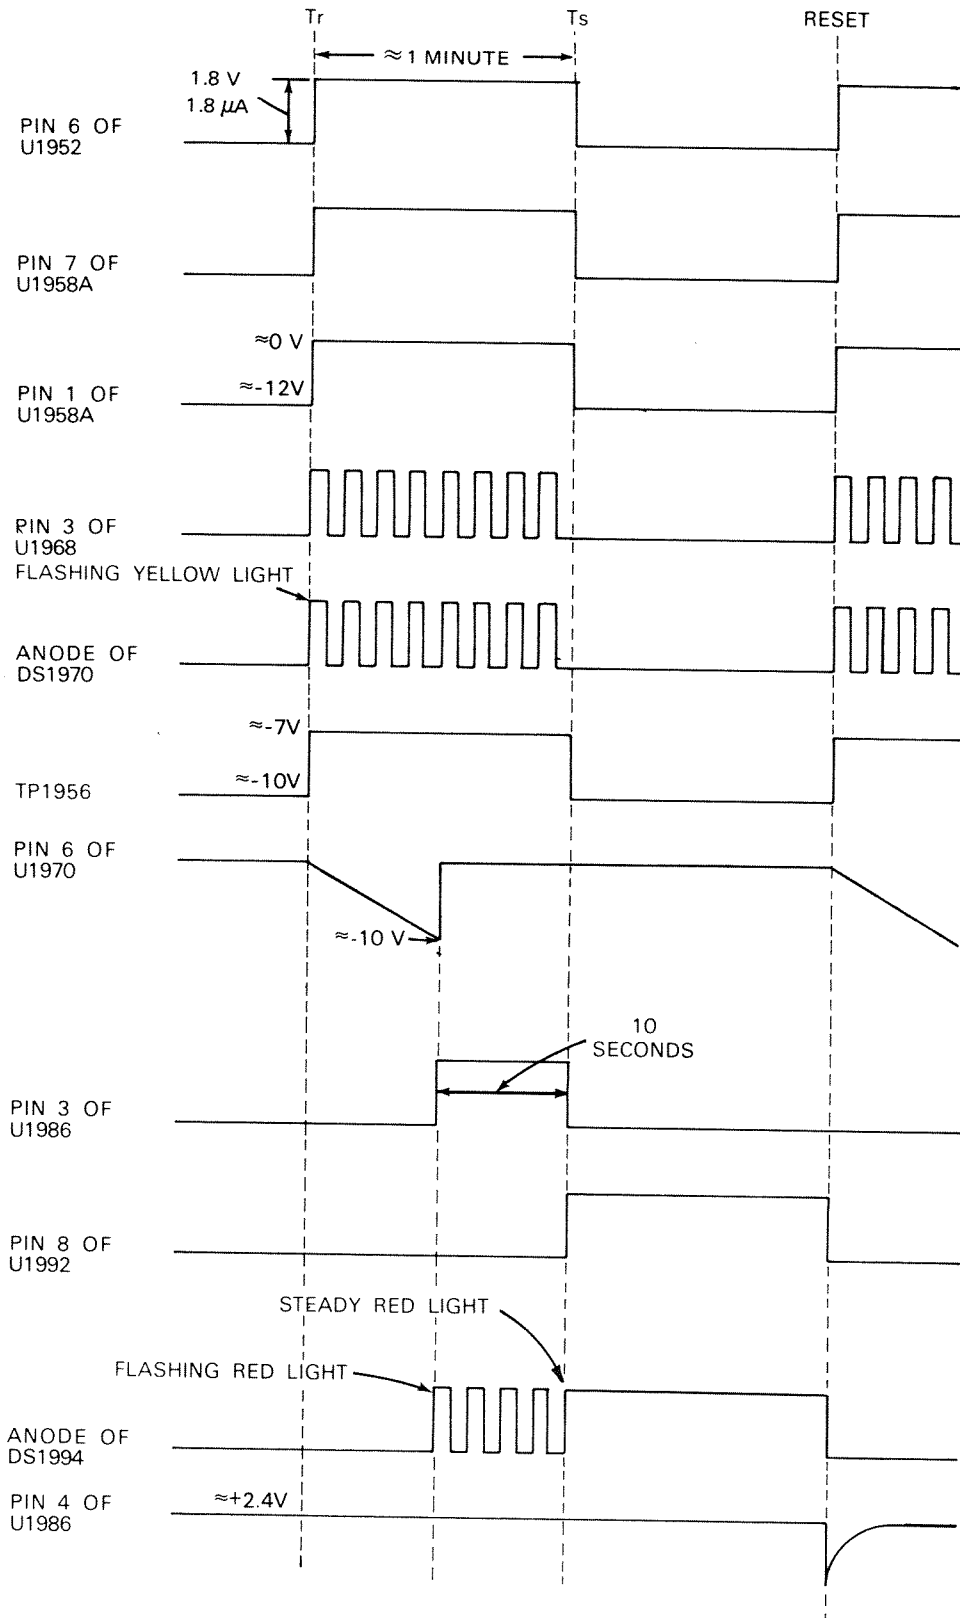 Tr Ts RESET
≈1 MINUTE
1.8 V
1.8 µA
PIN 6 OF
U1952
PIN 7 OF
U1958A
≈0 V
≈-12V
PIN 1 OF
U1958A
PIN 3 OF
U1968
FLASHING YELLOW LIGHT
ANODE OF
DS1970
≈-7V
≈-10V
TP1956
PIN 6 OF
U1970
≈-10 V
10
SECONDS
PIN 3 OF
U1986
PIN 8 OF
U1992
STEADY RED LIGHT
FLASHING RED LIGHT
ANODE OF
DS1994
PIN 4 OF
U1986
≈+2.4V